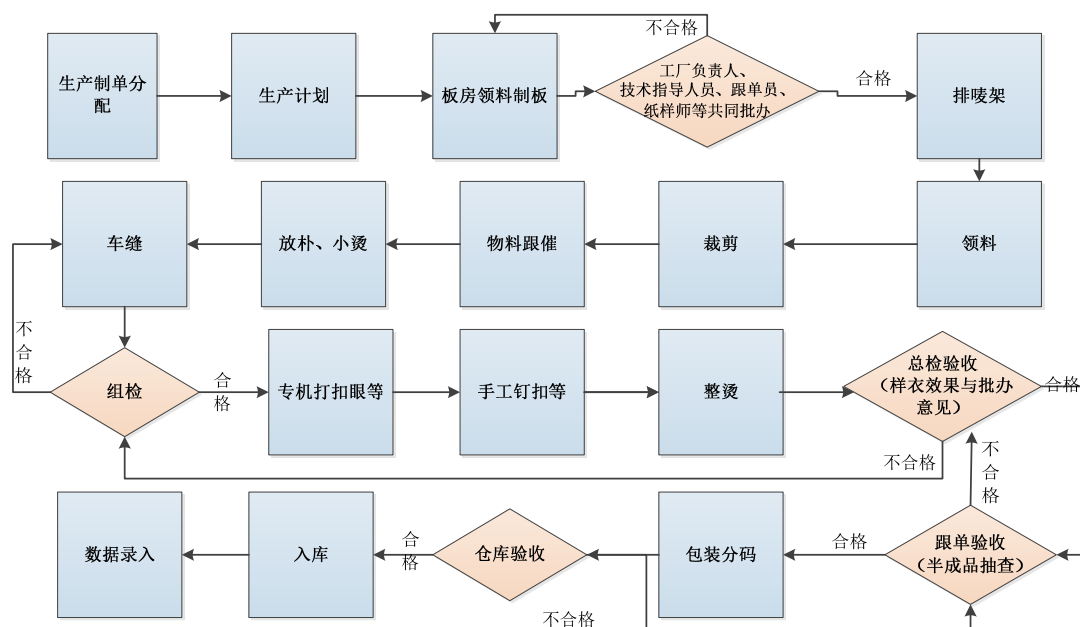 不合格
生产制单分
配
生产计划
板房领料制板
工厂负责人、
技术指导人员、跟单员、
纸样师等共同批办
合格
排唛架
车缝
放朴、小烫
物料跟催
裁剪
领料
不
合
格
组检
合
格
专机打扣眼等
手工钉扣等
整烫
总检验收
（样衣效果与批办
意见）
合格
不合格
不
合
格
数据录入
入库
合
格
仓库验收
包装分码
合格
跟单验收
（半成品抽查）
不合格